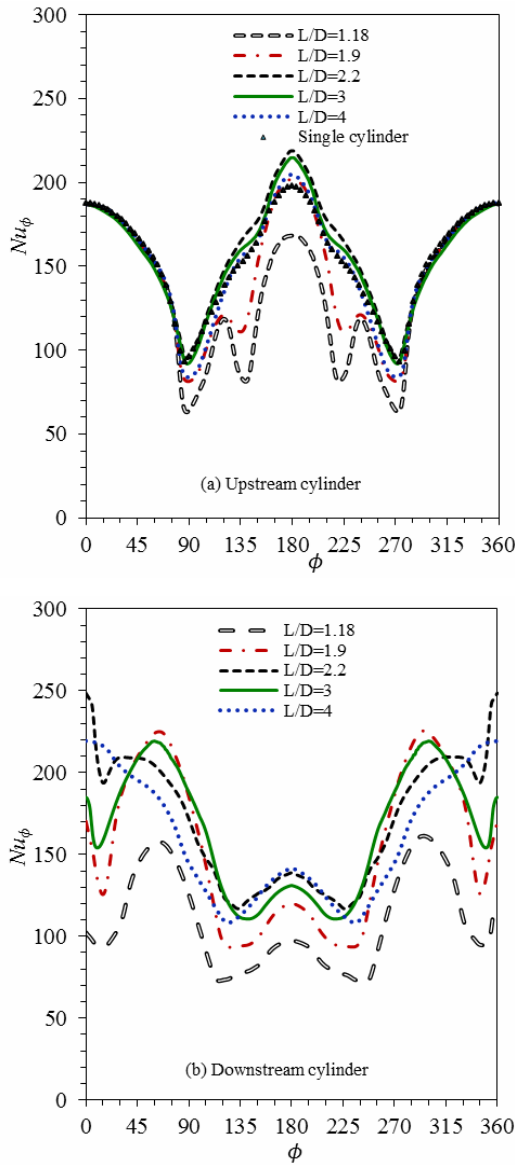 300
250
200
150
100
50
0
Nuϕ
L/D=1.18
L/D=1.9
L/D=2.2
L/D=3
L/D=4
Single cylinder
(a) Upstream cylinder
0 45 90 135 180 225 270 315 360
ϕ
300
250
200
150
100
50
0
Nuϕ
L/D=1.18
L/D=1.9
L/D=2.2
L/D=3
L/D=4
(b) Downstream cylinder
0 45 90 135 180 225 270 315 360
ϕ